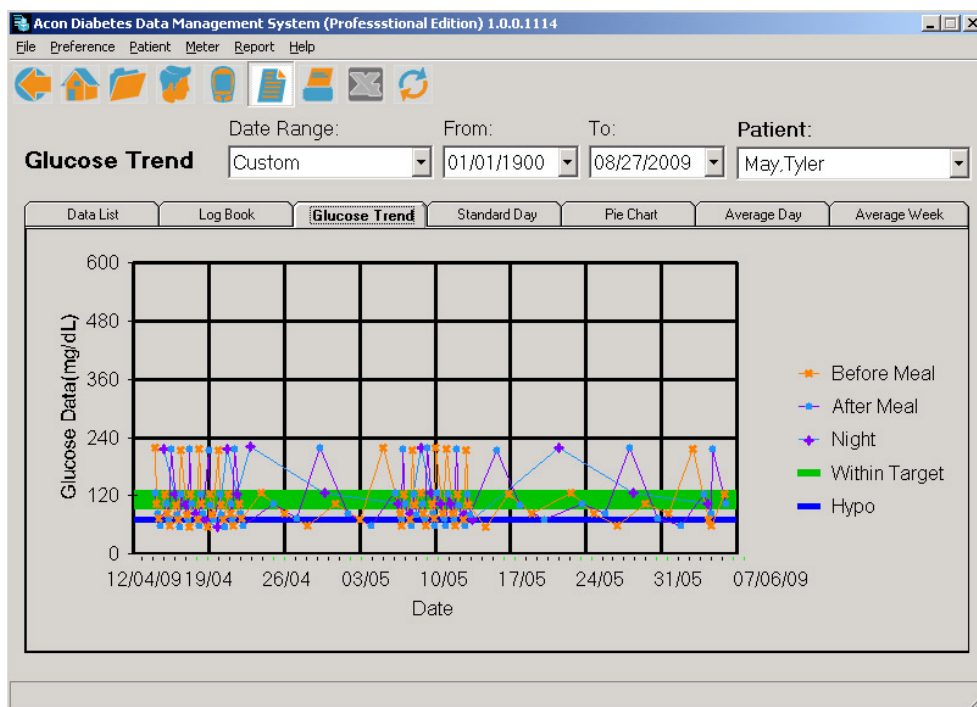 Acon Diabetes Data Management System (Professstional Edition) 1.0.0.1114
File Preference Patient Meter Report Help
Date Range: From: To: Patient:
Glucose Trend Custom 01/01/1900 08/27/2009 May,Tyler
Data List Log Book Glucose Trend Standard Day Pie Chart Average Day Average Week
600
480
360
240
120
0
Glucose Data(mg/dL)
12/04/09 19/04 26/04 03/05 10/05 17/05 24/05 31/05 07/06/09
Date
Before Meal
After Meal
Night
Within Target
Hypo